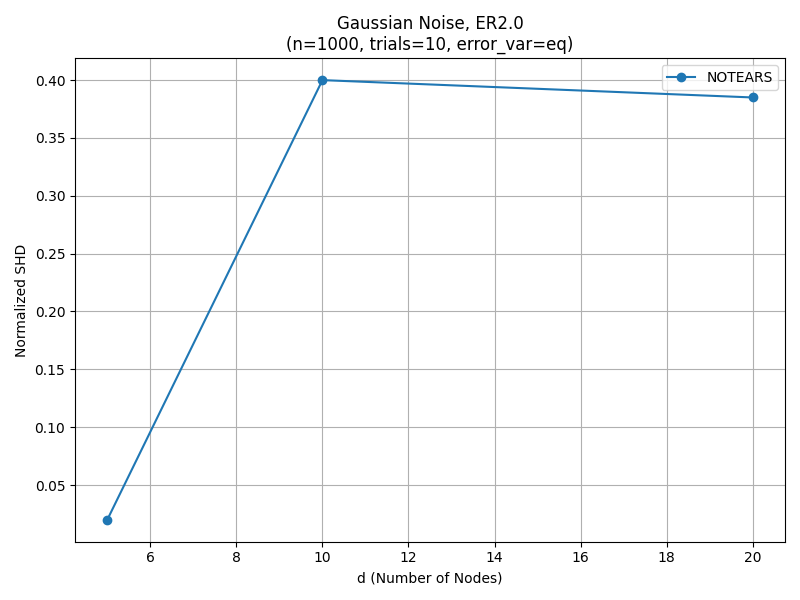 Gaussian Noise, ER2.0
(n=1000, trials=10, error_var=eq)
NOTEARS
0.40
0.35
0.30
0.25
0.20
0.15
0.10
0.05
Normalized SHD
6 8 10 12 14 16 18 20
d (Number of Nodes)